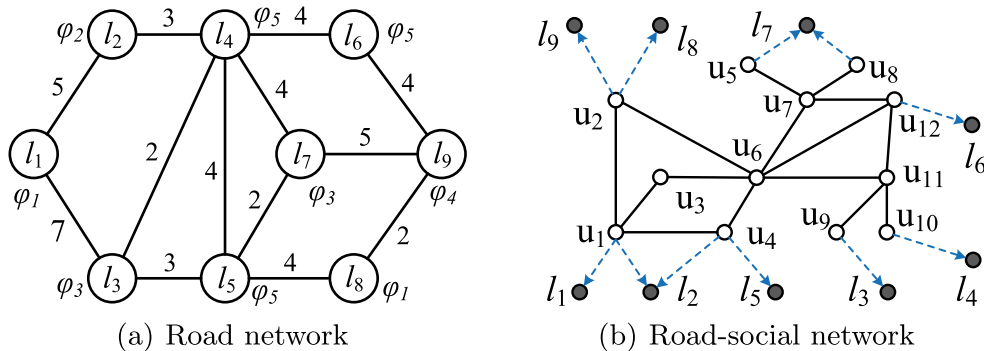 φ2 l2 3 l4 φ5 4 l6 φ5
5 4 4
l1 2 4 l7 5 l9
φ1 φ3 φ4
7 2 2
φ3 l3 3 l5 φ5 4 l8 φ1
(a) Road network
l9 l8 l7
u5 u8
u2 u7 u12
u6 l6
u3 u11
u1 u4 u9 u10
l1 l2 l5 l3 l4
(b) Road-social network